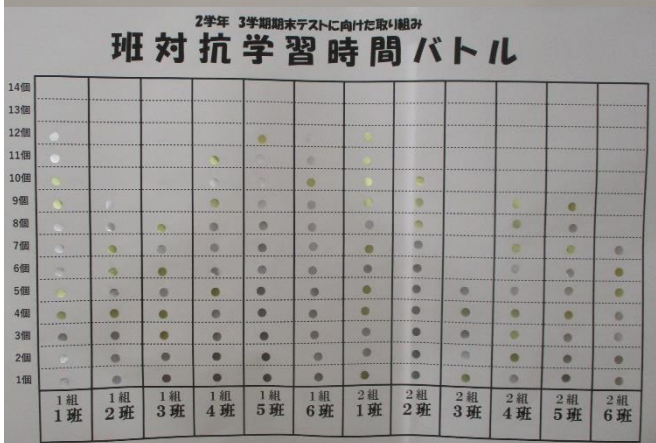 2学年 3学期期末テストに向けた取り組み
班対抗学習時間バトル
14個
13個
12個
11個
10個
9個
8個
7個
6個
5個
4個
3個
2個
1個
1組 1組 1組 1組 1組 1組 2組 2組 2組 2組 2組 2組
1班 2班 3班 4班 5班 6班 1班 2班 3班 4班 5班 6班